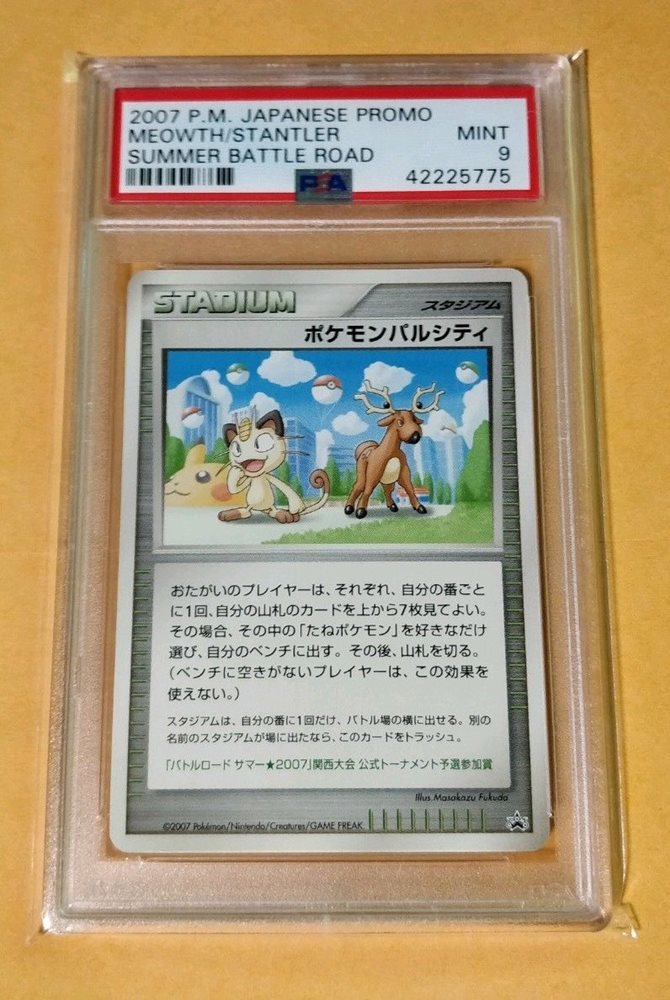 2007 P.M. JAPANESE PROMO
MEOWTH/STANTLER MINT
SUMMER BATTLE ROAD 9
PSA 42225775
STADIUM スタジアム
ポケモンパルシティ
おたがいのプレイヤーは、それぞれ、自分の番ごと
に1回、自分の山札のカードを上から7枚見てよい。
その場合、その中の「たねポケモン」を好きなだけ
選び、自分のベンチに出す。その後、山札を切る。
（ベンチに空きがないプレイヤーは、この効果を
使えない。）
スタジアムは、自分の番に1回だけ、バトル場の横に出せる。別の
名前のスタジアムが場に出たなら、このカードをトラッシュ。
「バトルロード サマー★2007」関西大会 公式トーナメント予選参加賞
Illus. Masakazu Fukuda
©2007 Pokémon/Nintendo/Creatures/GAME FREAK.